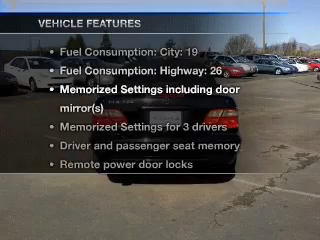 VEHICLE FEATURES
• Fuel Consumption: City: 19
• Fuel Consumption: Highway: 26
• Memorized Settings including door
mirror(s)
• Memorized Settings for 3 drivers
• Driver and passenger seat memory
• Remote power door locks